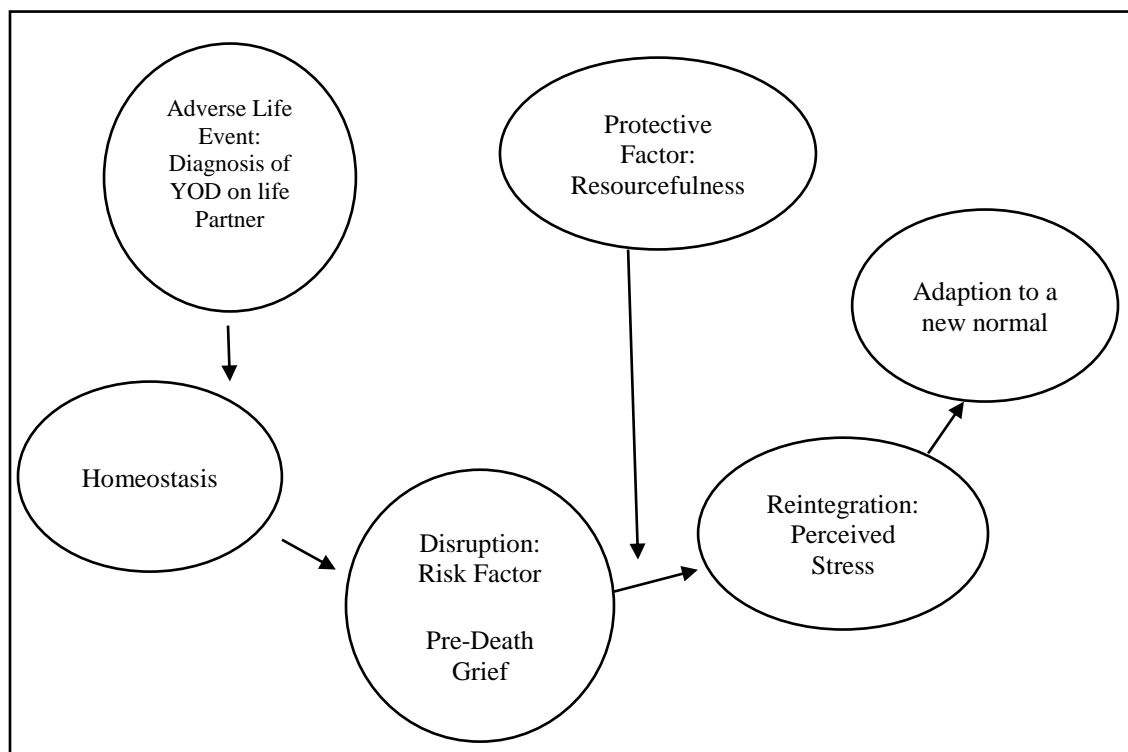 Adverse Life
Event:
Diagnosis of
YOD on life
Partner
Protective
Factor:
Resourcefulness
Adaption to a
new normal
Homeostasis
Disruption:
Risk Factor
Pre-Death
Grief
Reintegration:
Perceived
Stress